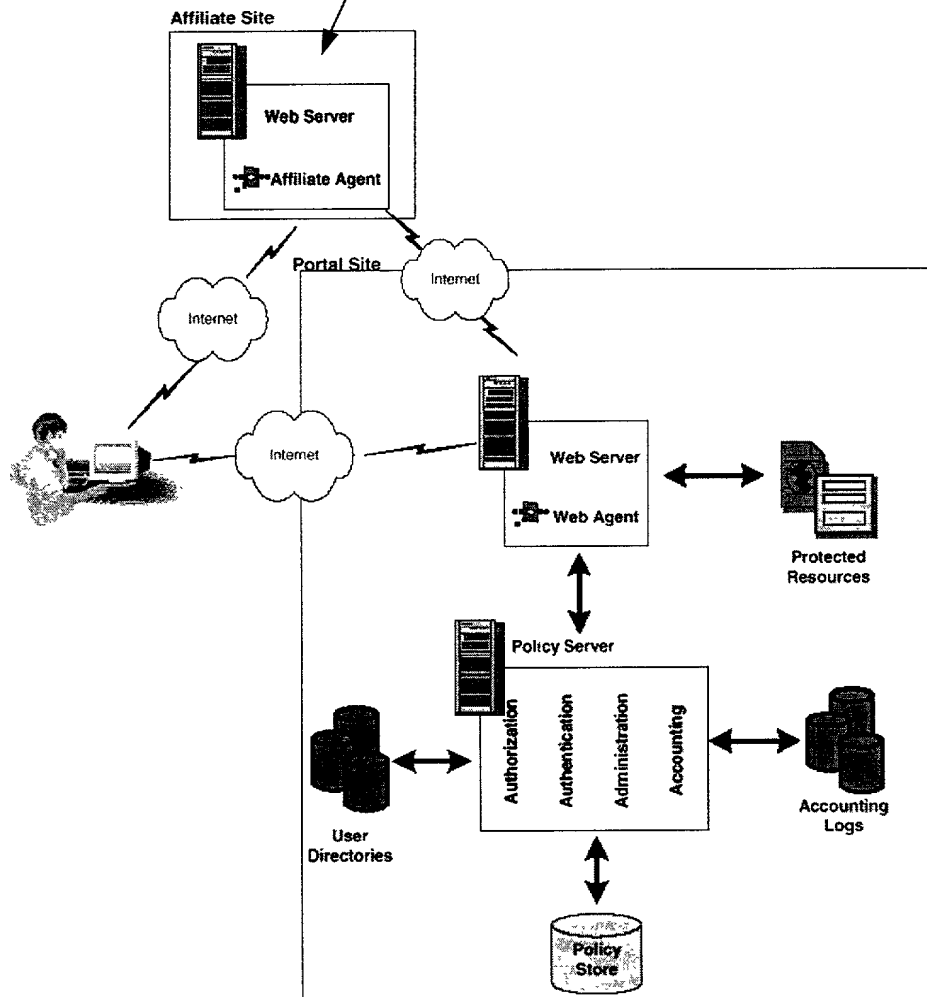 Affiliate Site
Web Server
Affiliate Agent
Portal Site
Internet
Internet
Internet
Web Server
Web Agent
Protected
Resources
Policy Server
Authorization
Authentication
Administration
Accounting
User
Directories
Accounting
Logs
Policy
Store